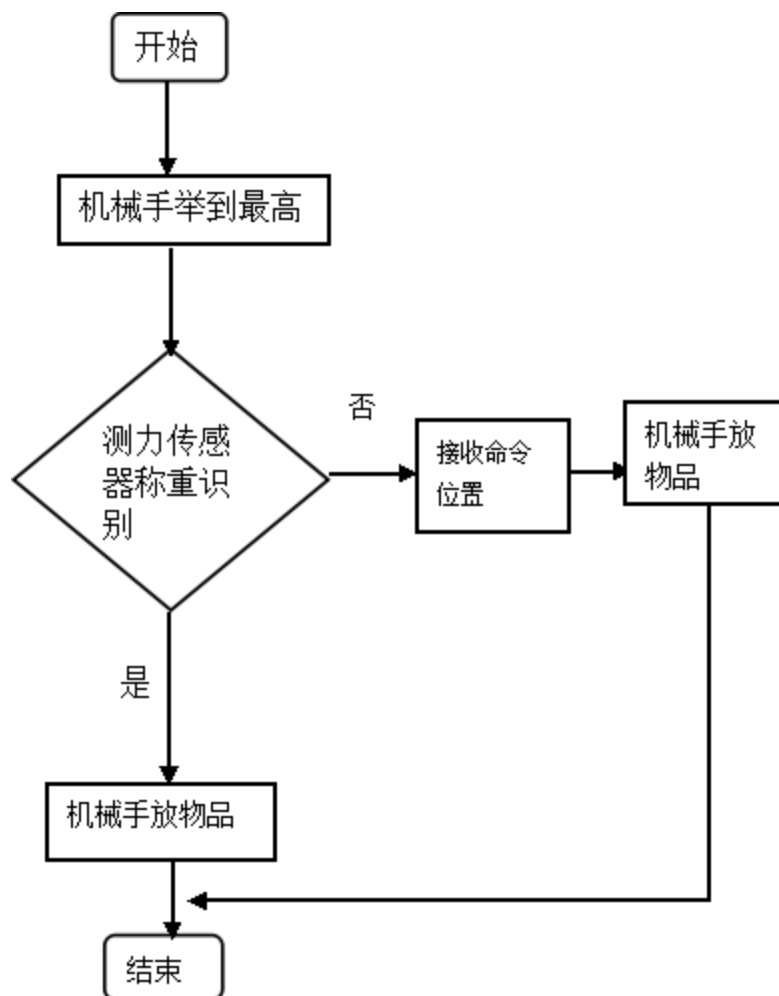 开始
机械手举到最高
测力传感
器称重识
别
否
接收命令
位置
机械手放
物品
是
机械手放物品
结束